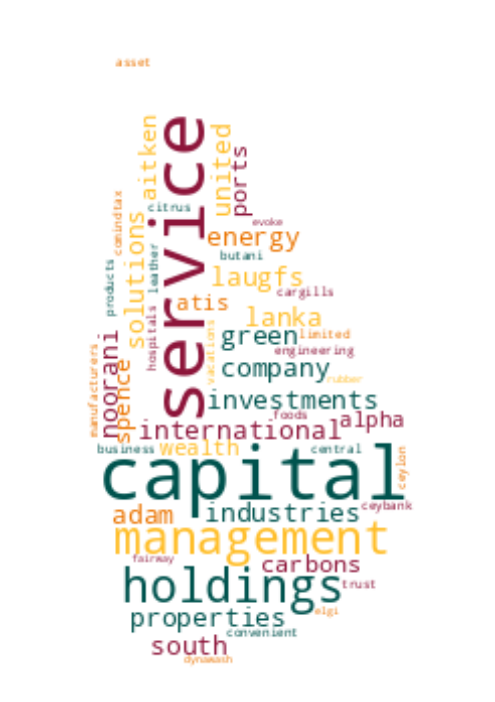 asset
service
aitken
united
ports
citrus
comindtax
solutions
evoke
energy
butani
leather
products
laugfs
cargills
atis
lanka
hospitals
vacations
green
limited
noorani
manufacturers
spence
engineering
company
rubber
investments
foods
alpha
international
business
wealth
central
ceylon
capital
adam
industries
ceybank
management
fairway
carbons
holdings
trust
properties
elgi
convenient
south
dynawash